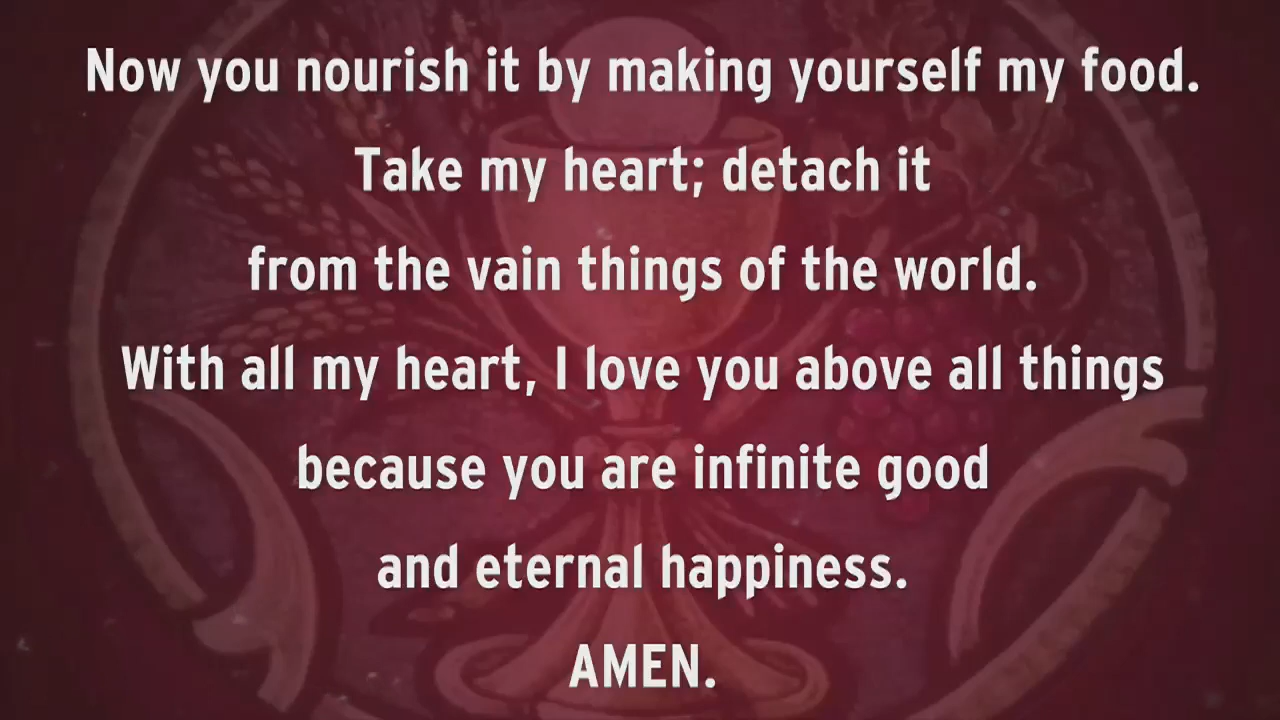 Now you nourish it by making yourself my food.
Take my heart; detach it
from the vain things of the world.
With all my heart, I love you above all things
because you are infinite good
and eternal happiness.
AMEN.